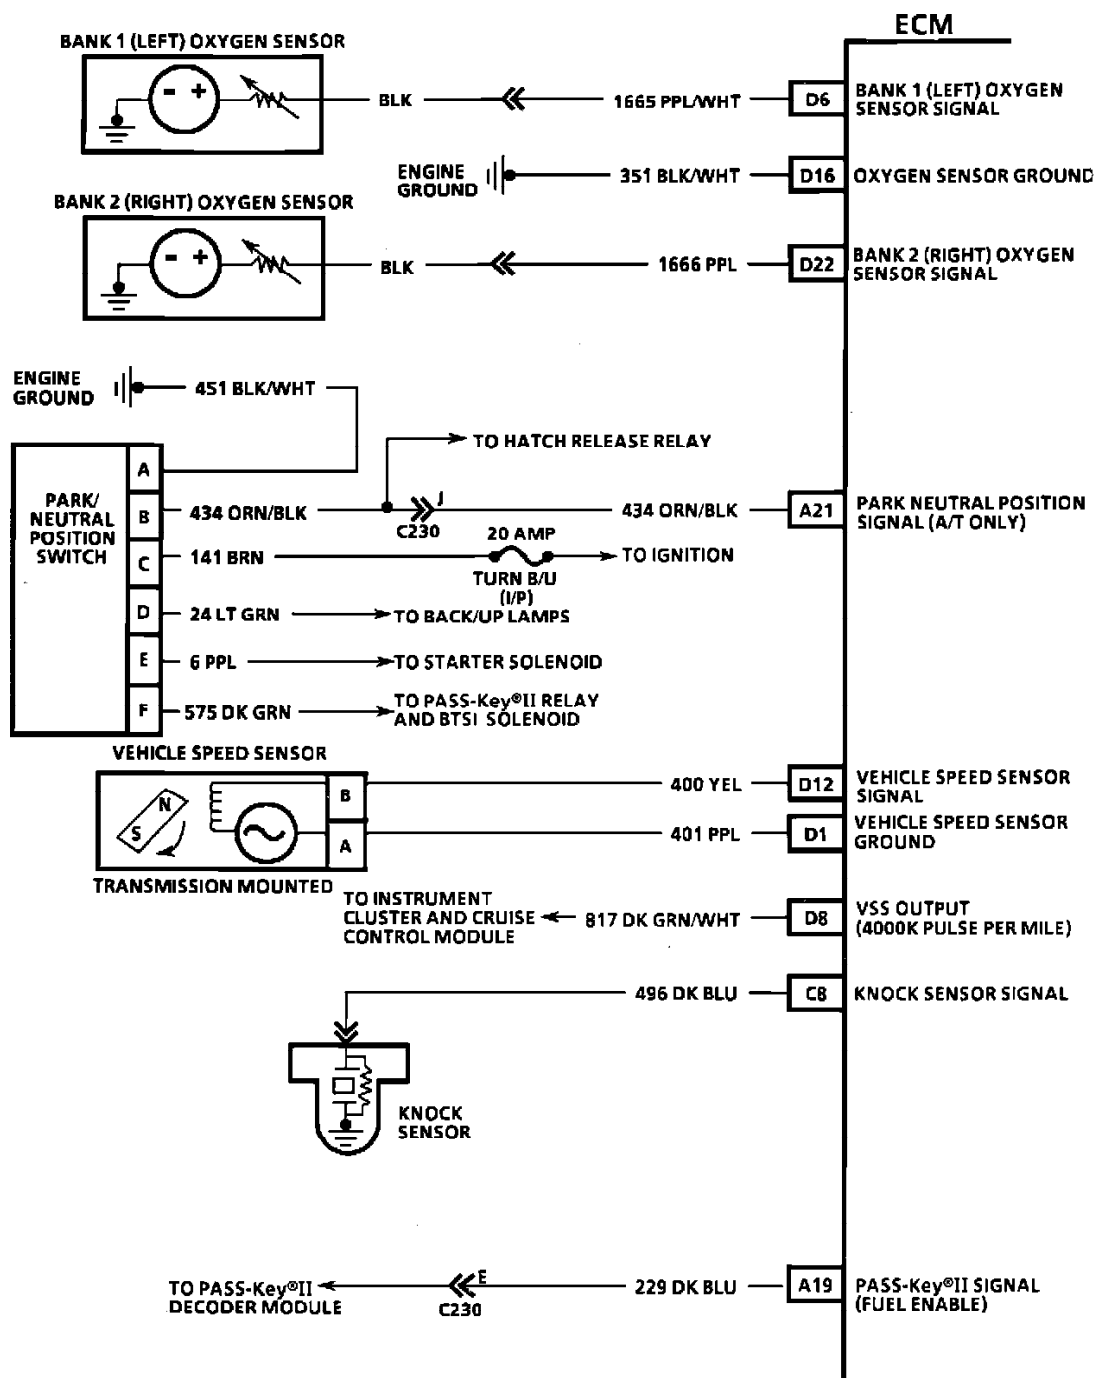 ECM
BANK 1 (LEFT) OXYGEN SENSOR
- +
BLK
1665 PPL/WHT
D6
BANK 1 (LEFT) OXYGEN
SENSOR SIGNAL
ENGINE
GROUND
351 BLK/WHT
D16
OXYGEN SENSOR GROUND
BANK 2 (RIGHT) OXYGEN SENSOR
- +
BLK
1666 PPL
D22
BANK 2 (RIGHT) OXYGEN
SENSOR SIGNAL
ENGINE
GROUND
451 BLK/WHT
TO HATCH RELEASE RELAY
PARK/
NEUTRAL
POSITION
SWITCH
A
B
434 ORN/BLK
J
C230
434 ORN/BLK
A21
PARK NEUTRAL POSITION
SIGNAL (A/T ONLY)
C
141 BRN
20 AMP
TURN B/U
(I/P)
TO IGNITION
D
24 LT GRN
TO BACK/UP LAMPS
E
6 PPL
TO STARTER SOLENOID
F
575 DK GRN
TO PASS-Key®II RELAY
AND BTSI SOLENOID
VEHICLE SPEED SENSOR
N
S
B
400 YEL
D12
VEHICLE SPEED SENSOR
SIGNAL
A
401 PPL
D1
VEHICLE SPEED SENSOR
GROUND
TRANSMISSION MOUNTED
TO INSTRUMENT
CLUSTER AND CRUISE
CONTROL MODULE
817 DK GRN/WHT
D8
VSS OUTPUT
(4000K PULSE PER MILE)
496 DK BLU
C8
KNOCK SENSOR SIGNAL
KNOCK
SENSOR
TO PASS-Key®II
DECODER MODULE
E
C230
229 DK BLU
A19
PASS-Key®II SIGNAL
(FUEL ENABLE)